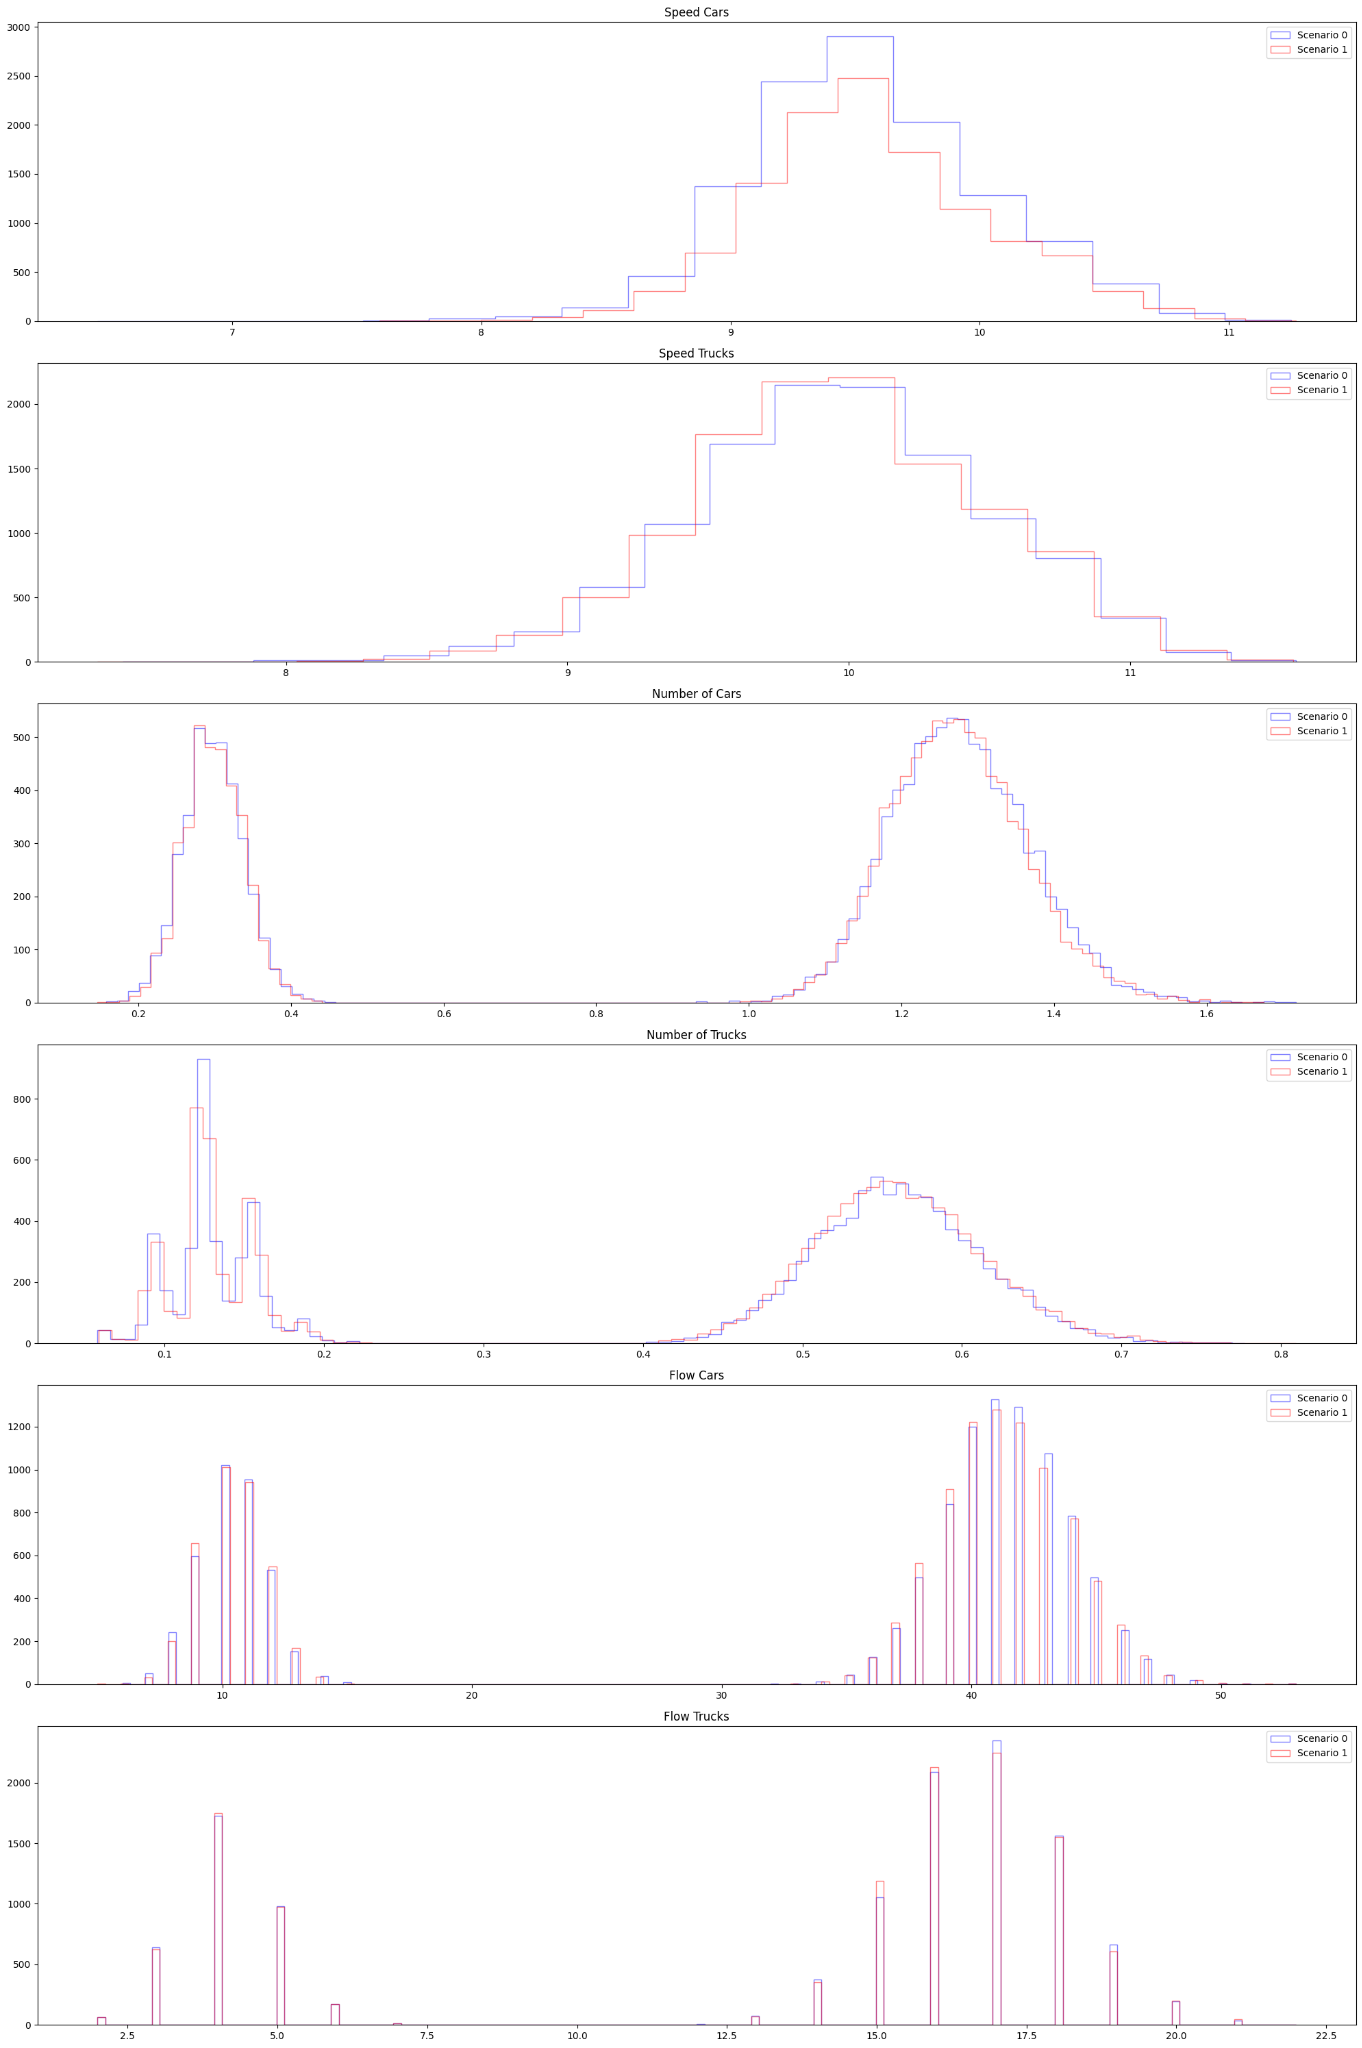 Speed Cars
3000
2500
2000
1500
1000
500
0
Scenario 0
Scenario 1
7 8 9 10 11
Speed Trucks
2000
1500
1000
500
0
Scenario 0
Scenario 1
8 9 10 11
Number of Cars
500
400
300
200
100
0
Scenario 0
Scenario 1
0.2 0.4 0.6 0.8 1.0 1.2 1.4 1.6
Number of Trucks
800
600
400
200
0
Scenario 0
Scenario 1
0.1 0.2 0.3 0.4 0.5 0.6 0.7 0.8
Flow Cars
1200
1000
800
600
400
200
0
Scenario 0
Scenario 1
10 20 30 40 50
Flow Trucks
2000
1500
1000
500
0
Scenario 0
Scenario 1
2.5 5.0 7.5 10.0 12.5 15.0 17.5 20.0 22.5